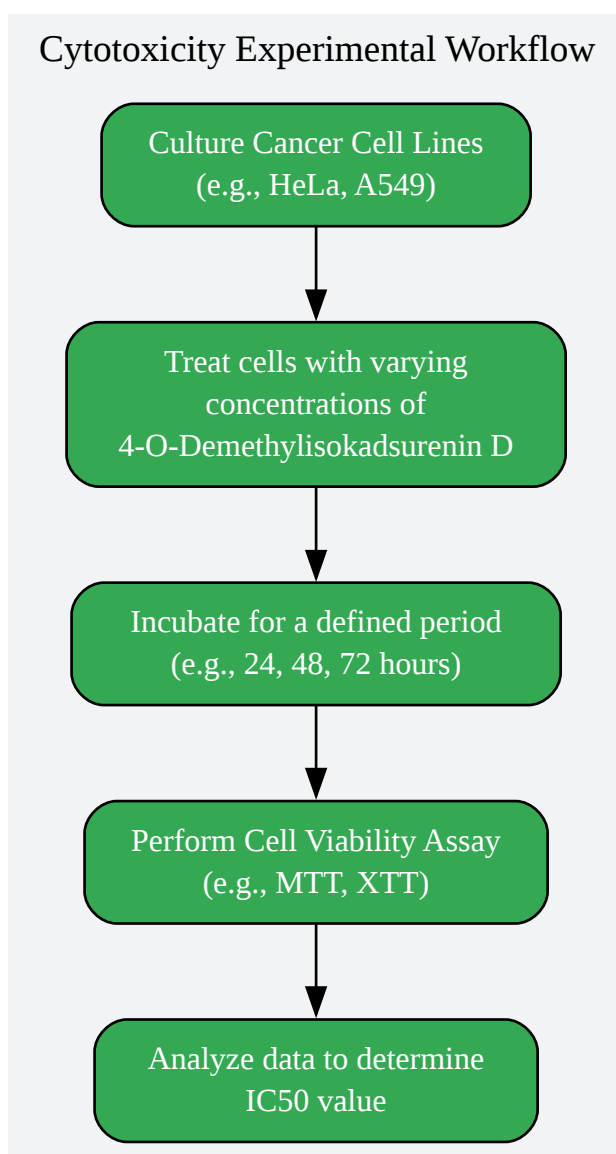 Cytotoxicity Experimental Workflow
Culture Cancer Cell Lines
(e.g., HeLa, A549)
Treat cells with varying
concentrations of
4-O-Demethylisokadsurenin D
Incubate for a defined period
(e.g., 24, 48, 72 hours)
Perform Cell Viability Assay
(e.g., MTT, XTT)
Analyze data to determine
IC50 value